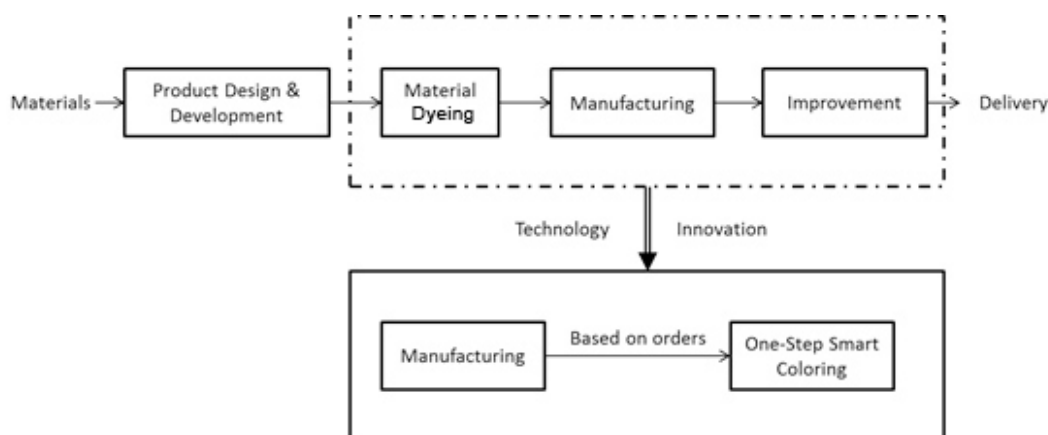 Materials
Product Design &
Development
Material
Dyeing
Manufacturing
Improvement
Delivery
Technology
Innovation
Manufacturing
Based on orders
One-Step Smart
Coloring